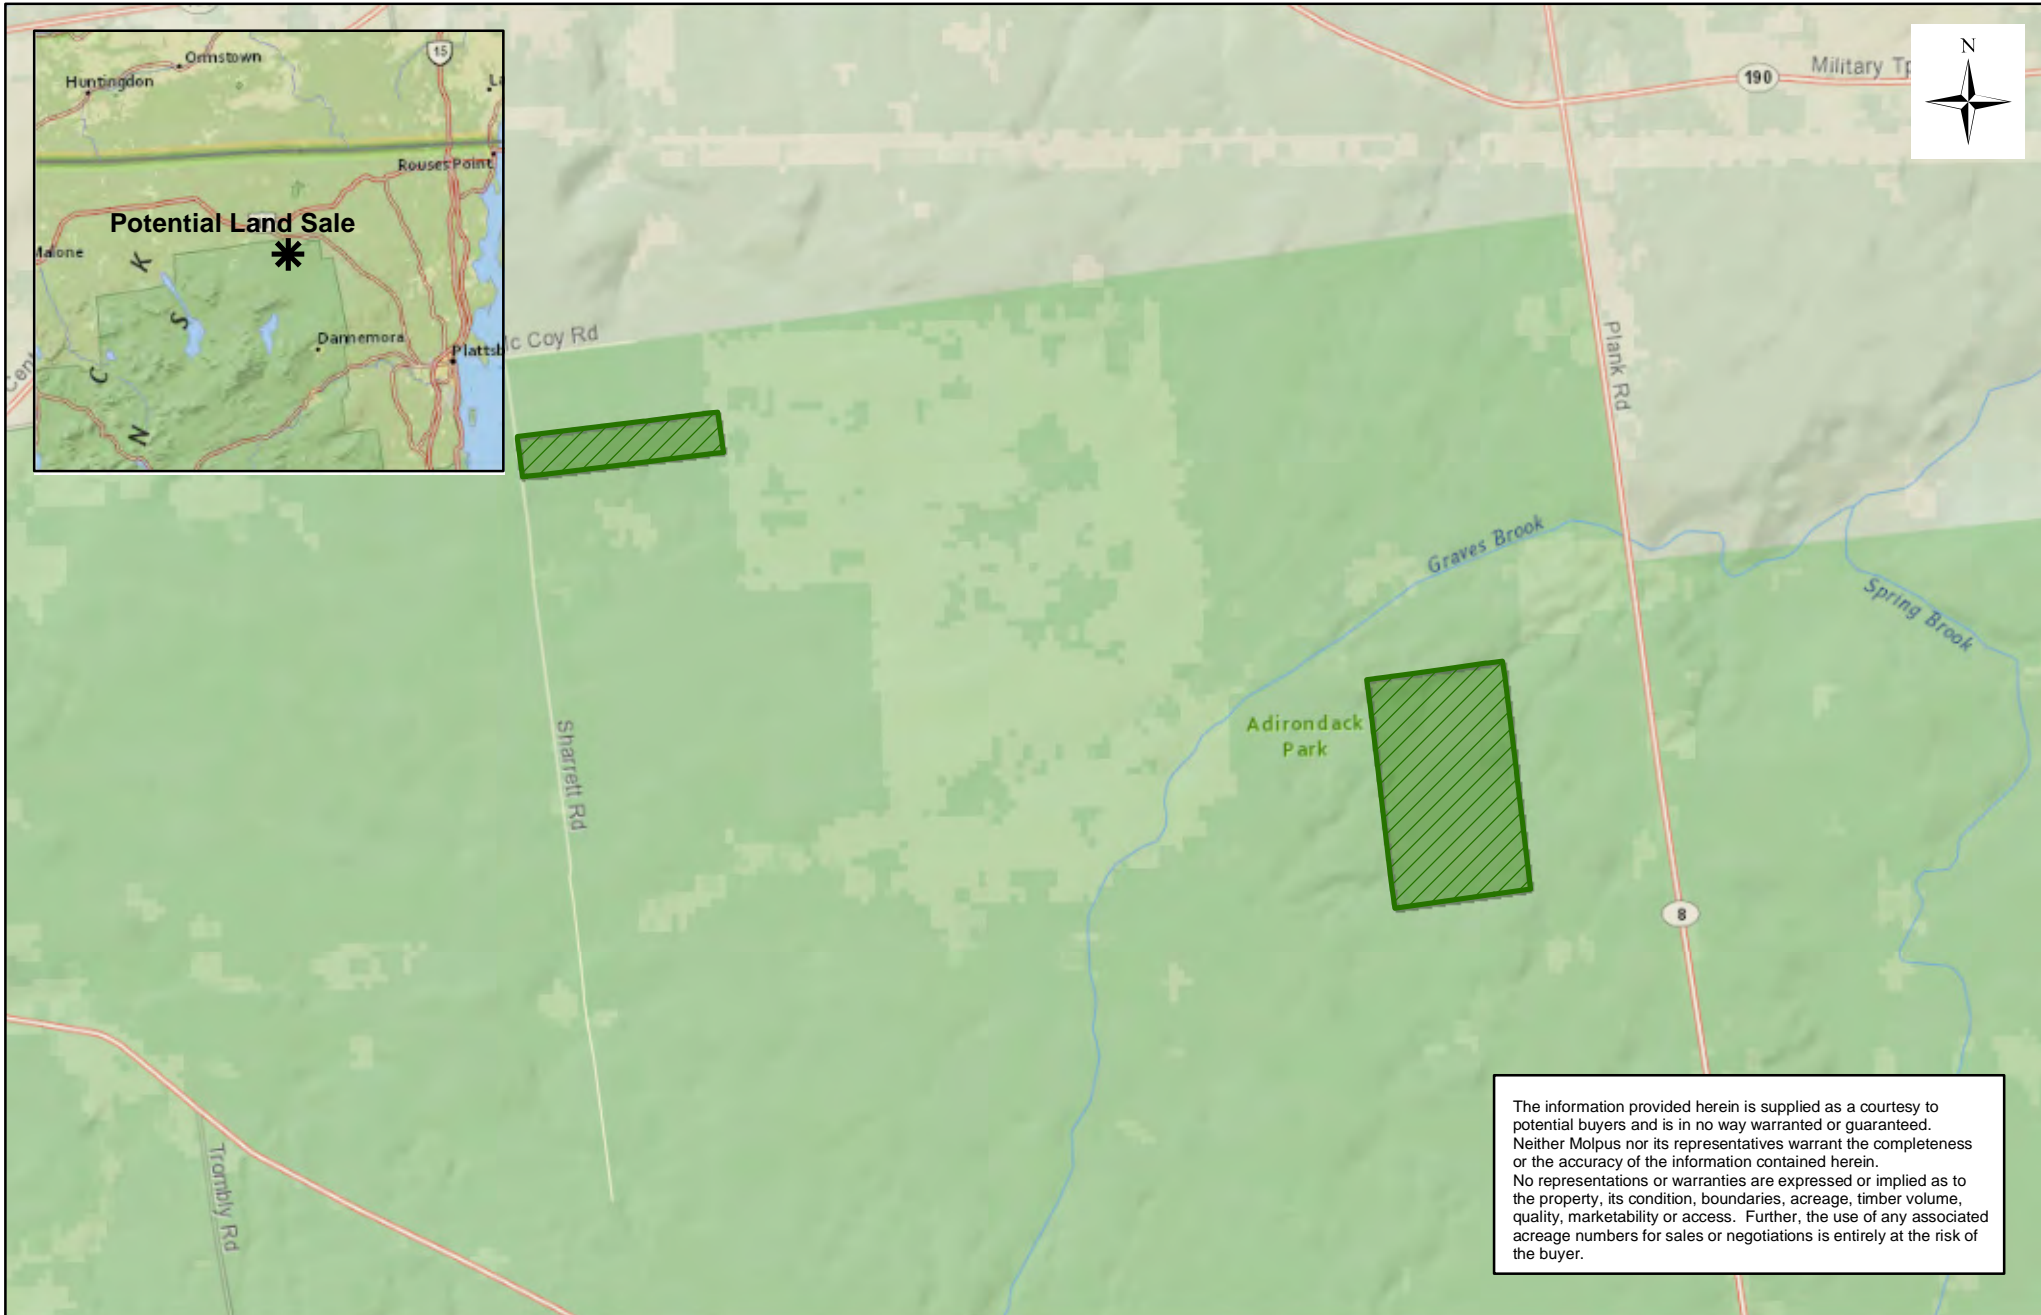 Ormstown
Huntingdon
15
La
Rouses Point
Potential Land Sale
Malone
K
S
C
N
Dannemora
Plattsb
Cent
Mc Coy Rd
190
Military Tp
N
Plank Rd
Graves Brook
Spring Brook
Adirondack
Park
Sharrett Rd
8
Trombly Rd
The information provided herein is supplied as a courtesy to
potential buyers and is in no way warranted or guaranteed.
Neither Molpus nor its representatives warrant the completeness
or the accuracy of the information contained herein.
No representations or warranties are expressed or implied as to
the property, its condition, boundaries, acreage, timber volume,
quality, marketability or access.  Further, the use of any associated
acreage numbers for sales or negotiations is entirely at the risk of
the buyer.